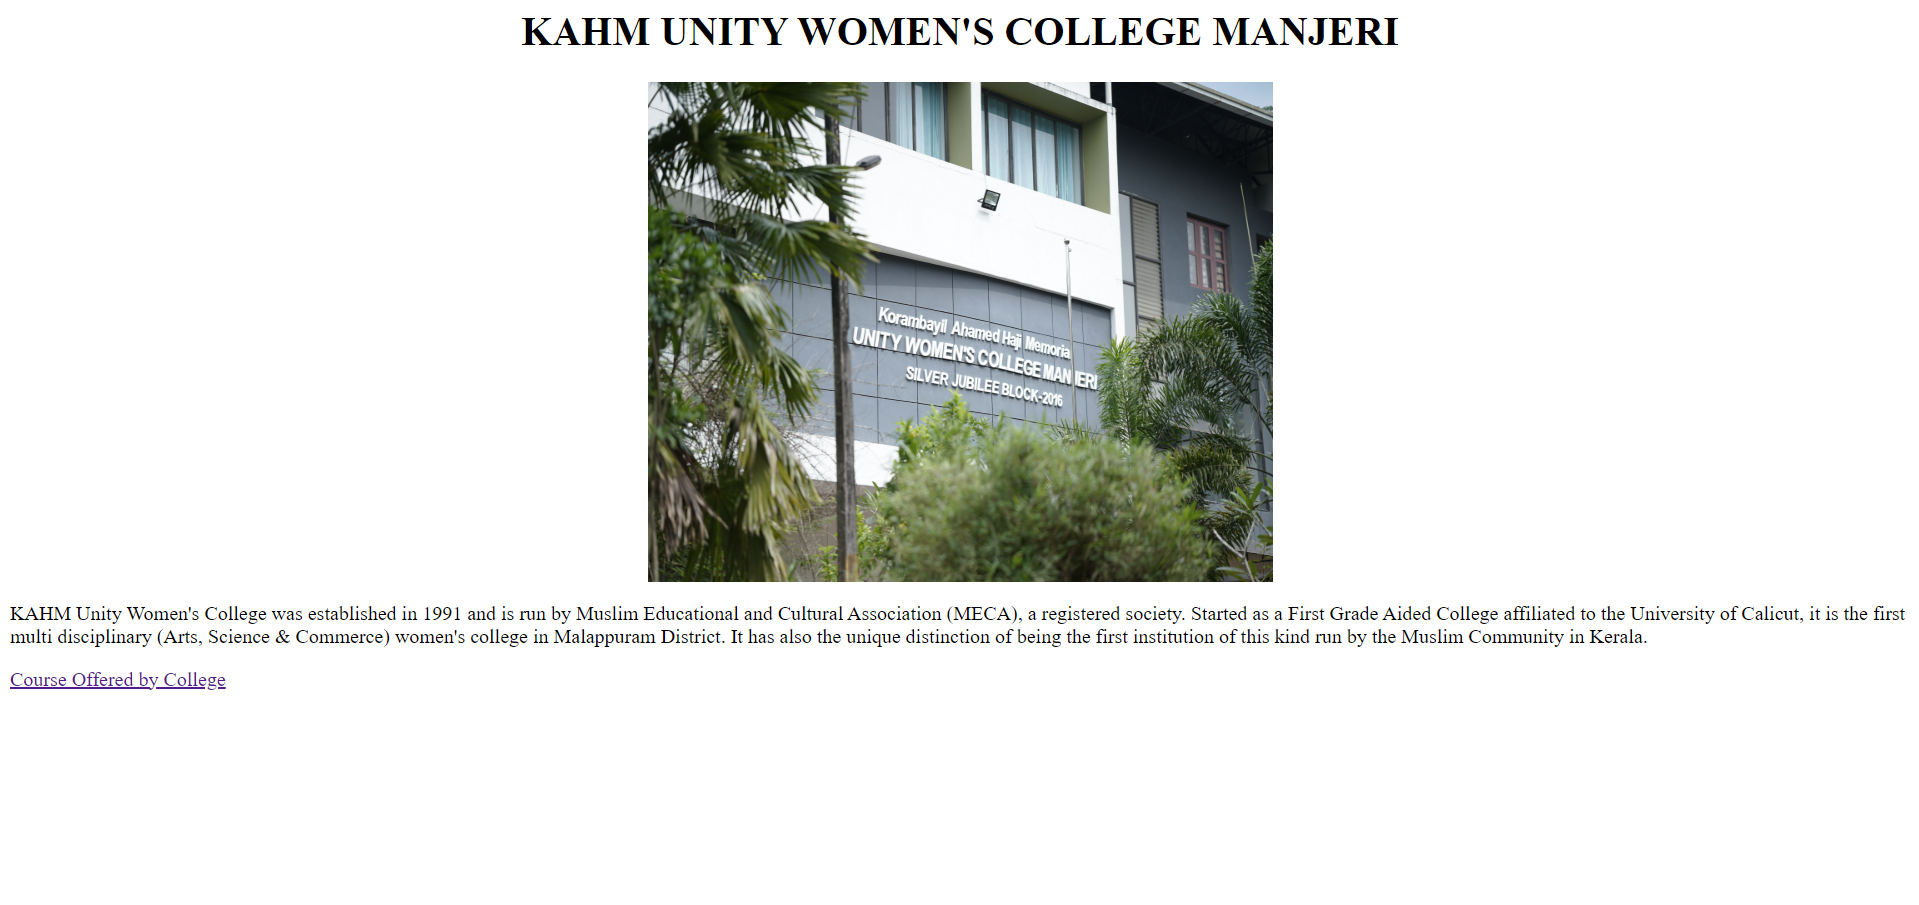 KAHM UNITY WOMEN'S COLLEGE MANJERI
Korambayil Ahamed Haji Memoria
UNITY WOMEN'S COLLEGE MANJERI
SILVER JUBILEE BLOCK-2016
KAHM Unity Women's College was established in 1991 and is run by Muslim Educational and Cultural Association (MECA), a registered society. Started as a First Grade Aided College affiliated to the University of Calicut, it is the first
multi disciplinary (Arts, Science & Commerce) women's college in Malappuram District. It has also the unique distinction of being the first institution of this kind run by the Muslim Community in Kerala.
Course Offered by College